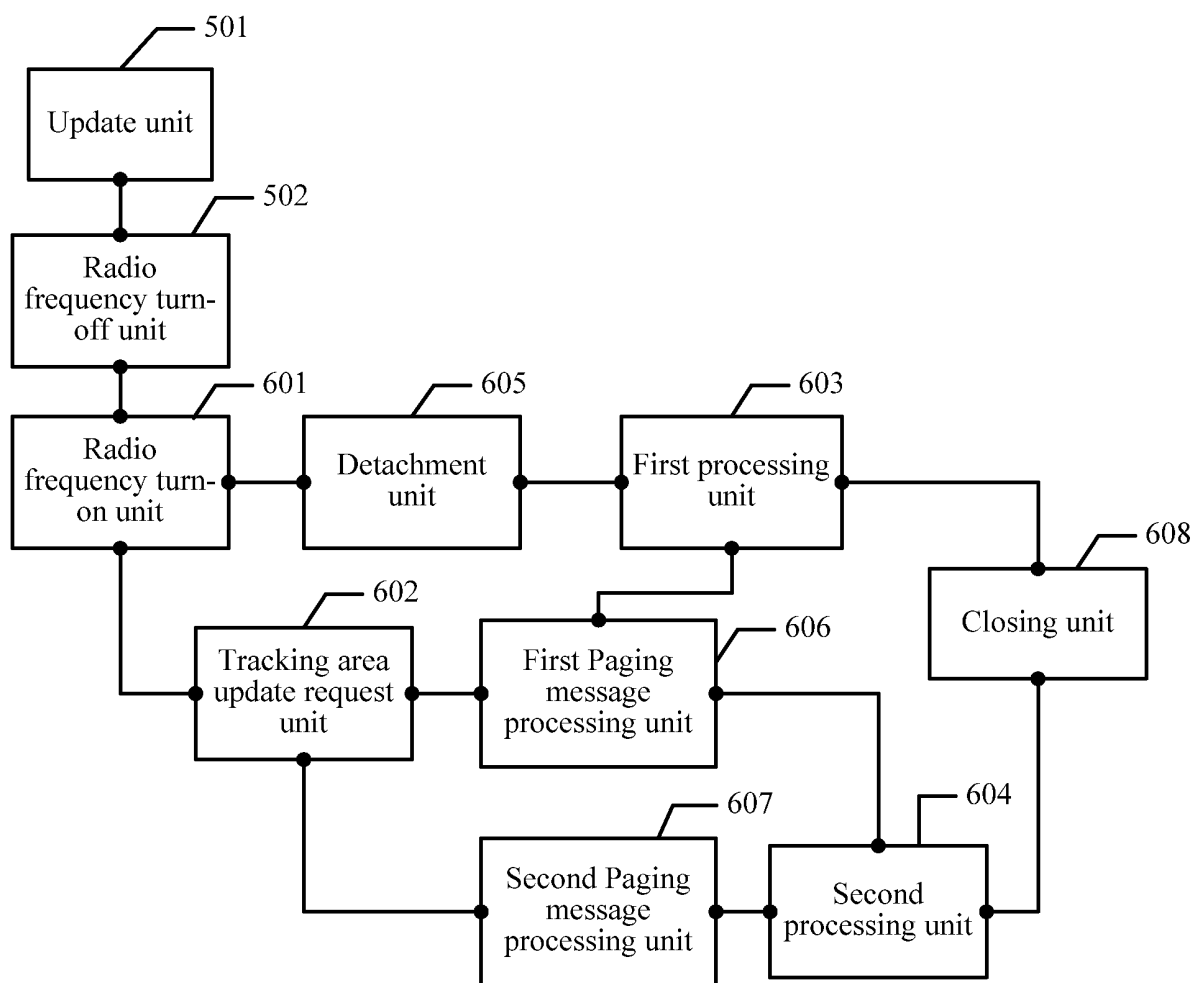 501
Update unit
502
Radio
frequency turn-
off unit
601
Radio
frequency turn-
on unit
605
Detachment
unit
603
First processing
unit
608
Closing unit
602
Tracking area
update request
unit
606
First Paging
message
processing unit
607
Second Paging
message
processing unit
604
Second
processing unit